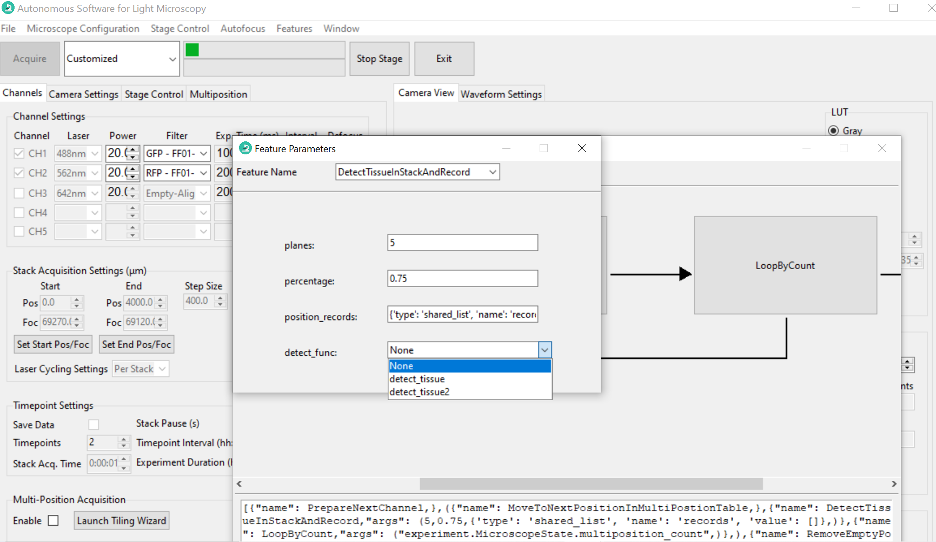 Autonomous Software for Light Microscopy
File Microscope Configuration Stage Control Autofocus Features Window
Acquire Customized Stop Stage Exit
Channels Camera Settings Stage Control Multiposition
Camera View Waveform Settings
Channel Settings
Channel Laser Power Filter Exp. Time (ms) Interval Defocus
CH1 488nm 20.0 GFP - FF01- 100
CH2 562nm 20.0 RFP - FF01- 200
CH3 642nm 20.0 Empty-Alig 200
CH4
CH5
LUT
Gray
35
Stack Acquisition Settings (µm)
Start End Step Size
Pos 0.0 Pos 4000.0 400.0
Foc 69270.( Foc 69120.(
Set Start Pos/Foc Set End Pos/Foc
Laser Cycling Settings Per Stack
Timepoint Settings
Save Data Stack Pause (s)
Timepoints 2 Timepoint Interval (hh:
Stack Acq. Time 0:00:01 Experiment Duration (
Multi-Position Acquisition
Enable Launch Tiling Wizard
Feature Parameters
Feature Name DetectTissueInStackAndRecord
planes: 5
percentage: 0.75
position_records: {'type': 'shared_list', 'name': 'recor
detect_func: None
None
detect_tissue
detect_tissue2
LoopByCount
nts
[{"name": PrepareNextChannel,},({"name": MoveToNextPositionInMultiPostionTable,},{"name": DetectTiss
ueInStackAndRecord,"args": (5,0.75,{'type': 'shared_list', 'name': 'records', 'value': []},)},{"name
": LoopByCount,"args": ("experiment.MicroscopeState.multiposition_count",)},),{"name": RemoveEmptyPo